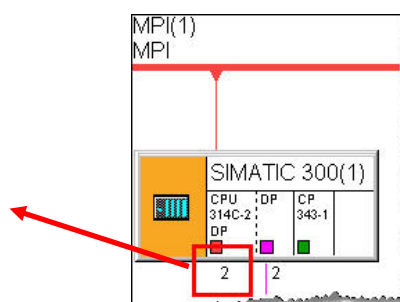 MPI(1)
MPI
SIMATIC 300(1)
CPU 314C-2 DP
DP
CP 343-1
2
2